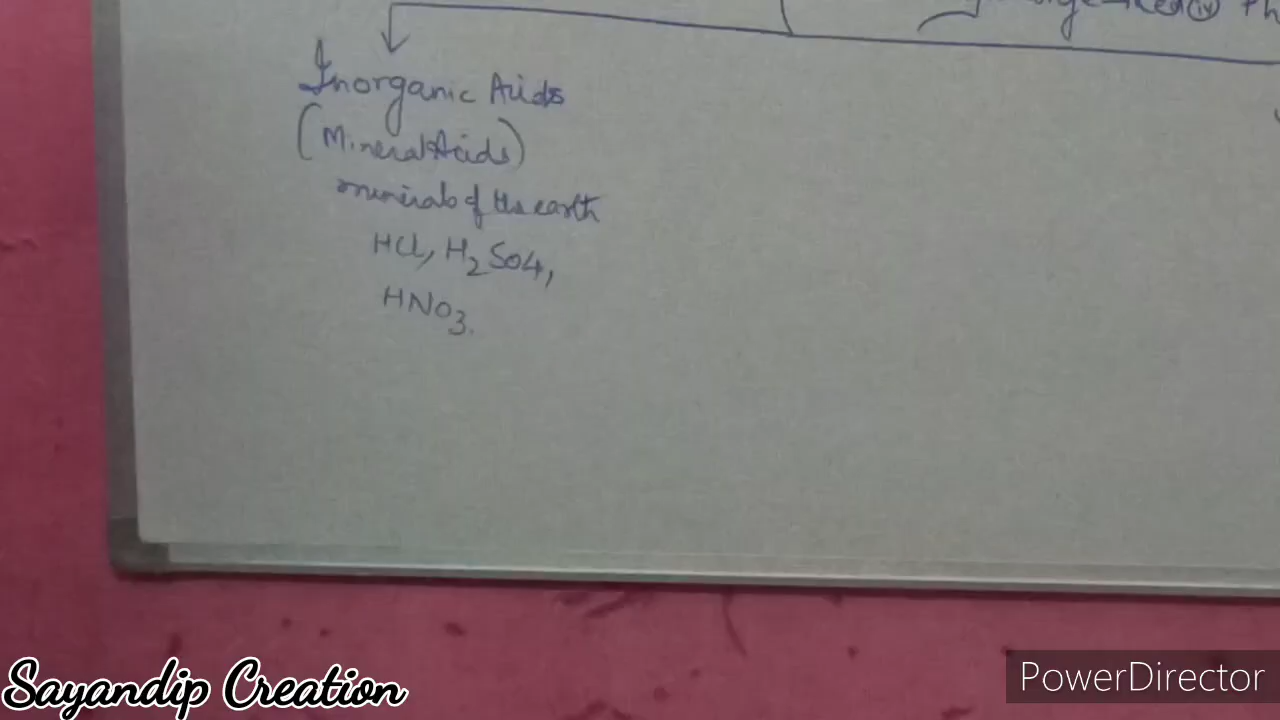 Inorganic Acids
(Mineral Acids)
minerals of the earth
HCl, H2SO4,
HNO3.
Sayandip Creation
PowerDirector